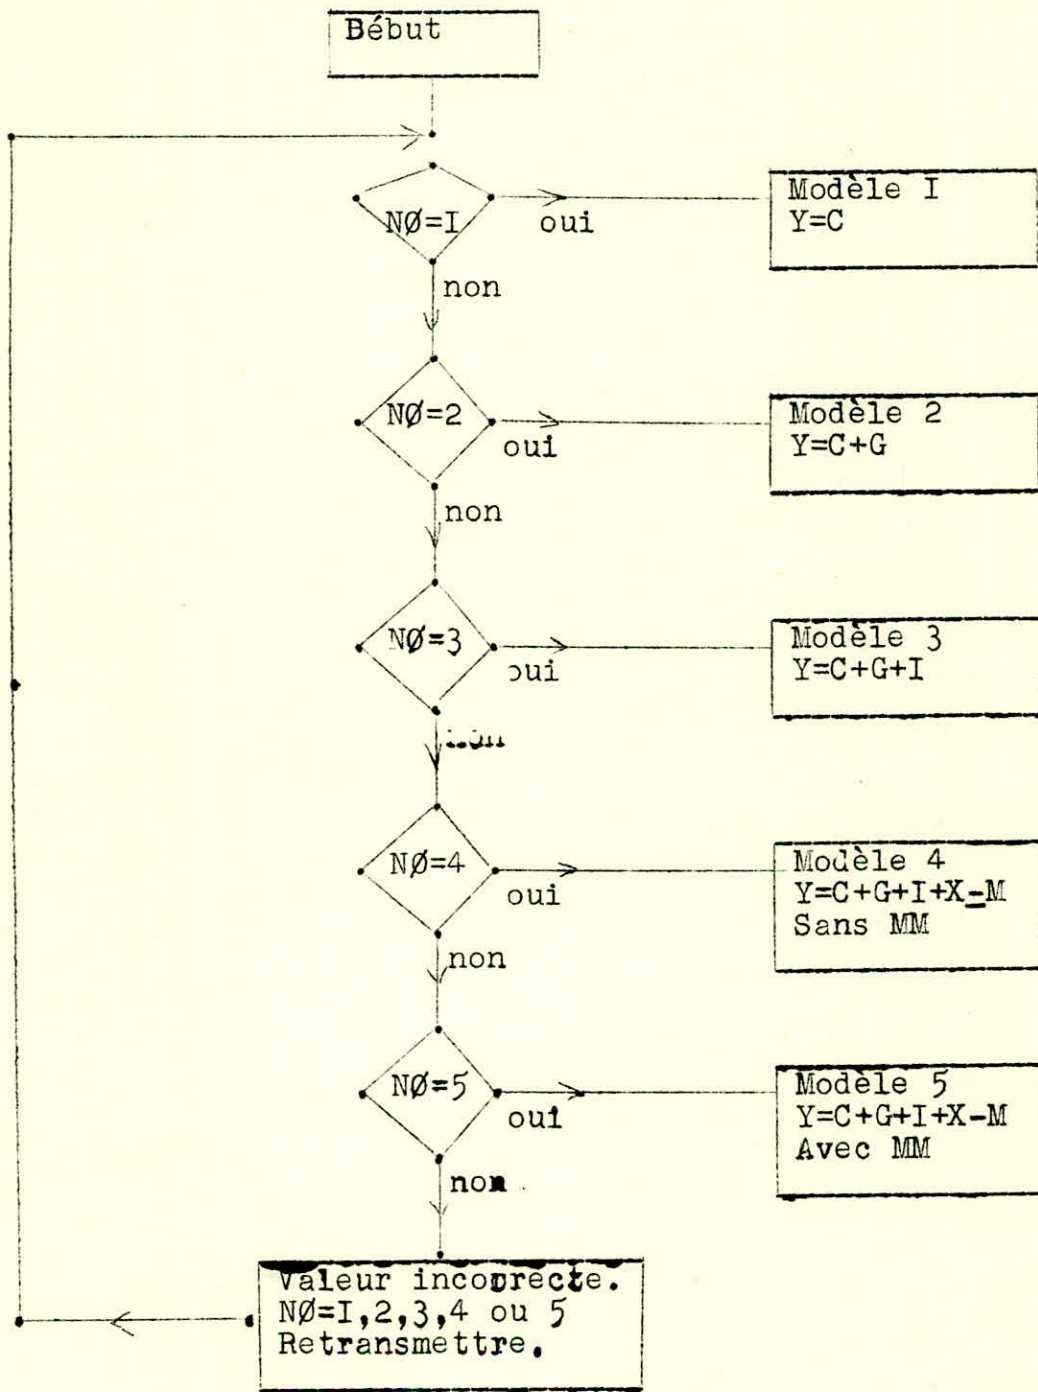 Bébut
NØ=I
oui
Modèle I
Y=C
non
NØ=2
oui
Modèle 2
Y=C+G
non
NØ=3
oui
Modèle 3
Y=C+G+I
non
NØ=4
oui
Modèle 4
Y=C+G+I+X-M
Sans MM
non
NØ=5
oui
Modèle 5
Y=C+G+I+X-M
Avec MM
non
Valeur incorrecte.
NØ=I,2,3,4 ou 5
Retransmettre.